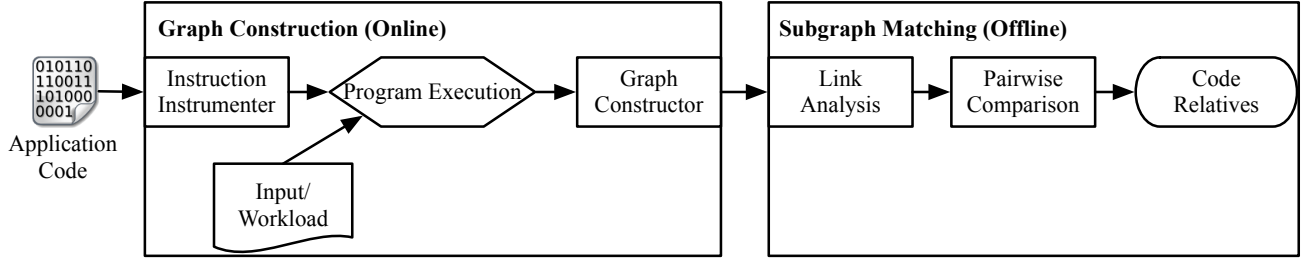 Graph Construction (Online)
Subgraph Matching (Offline)
010110
110011
101000
0001
Application
Code
Instruction
Instrumenter
Program Execution
Input/
Workload
Graph
Constructor
Link
Analysis
Pairwise
Comparison
Code
Relatives